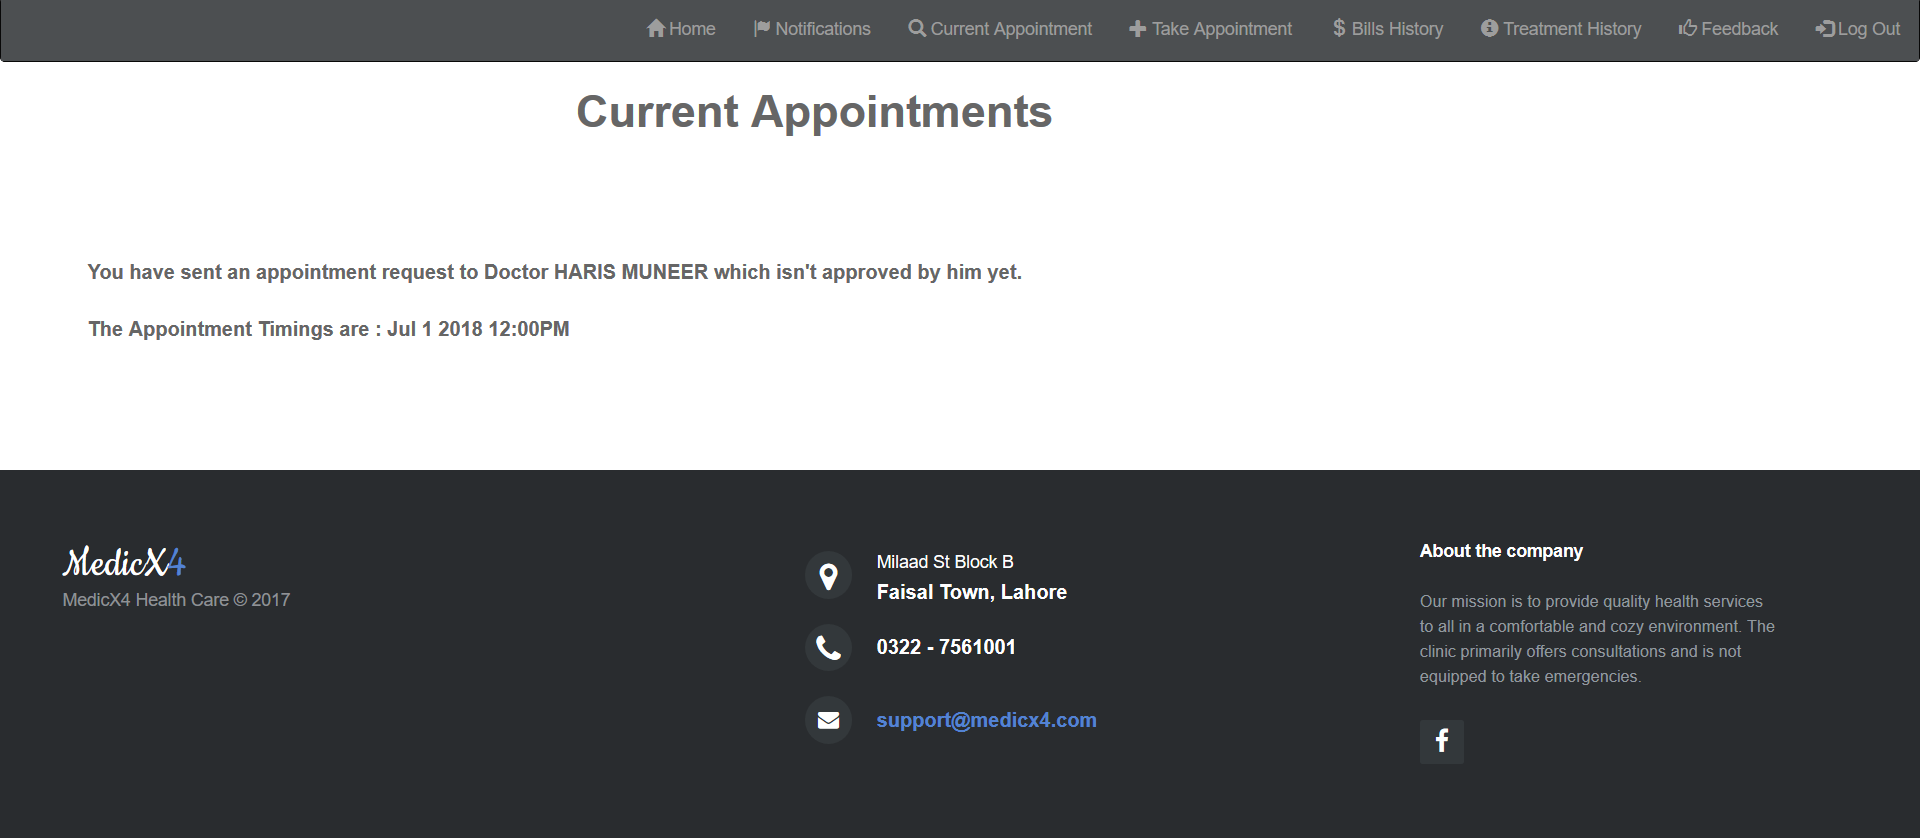 Home Notifications Current Appointment Take Appointment $ Bills History Treatment History Feedback Log Out
Current Appointments
You have sent an appointment request to Doctor HARIS MUNEER which isn't approved by him yet.
The Appointment Timings are : Jul 1 2018 12:00PM
MedicX4
MedicX4 Health Care © 2017
Milaad St Block B
Faisal Town, Lahore
0322 - 7561001
support@medicx4.com
About the company
Our mission is to provide quality health services
to all in a comfortable and cozy environment. The
clinic primarily offers consultations and is not
equipped to take emergencies.